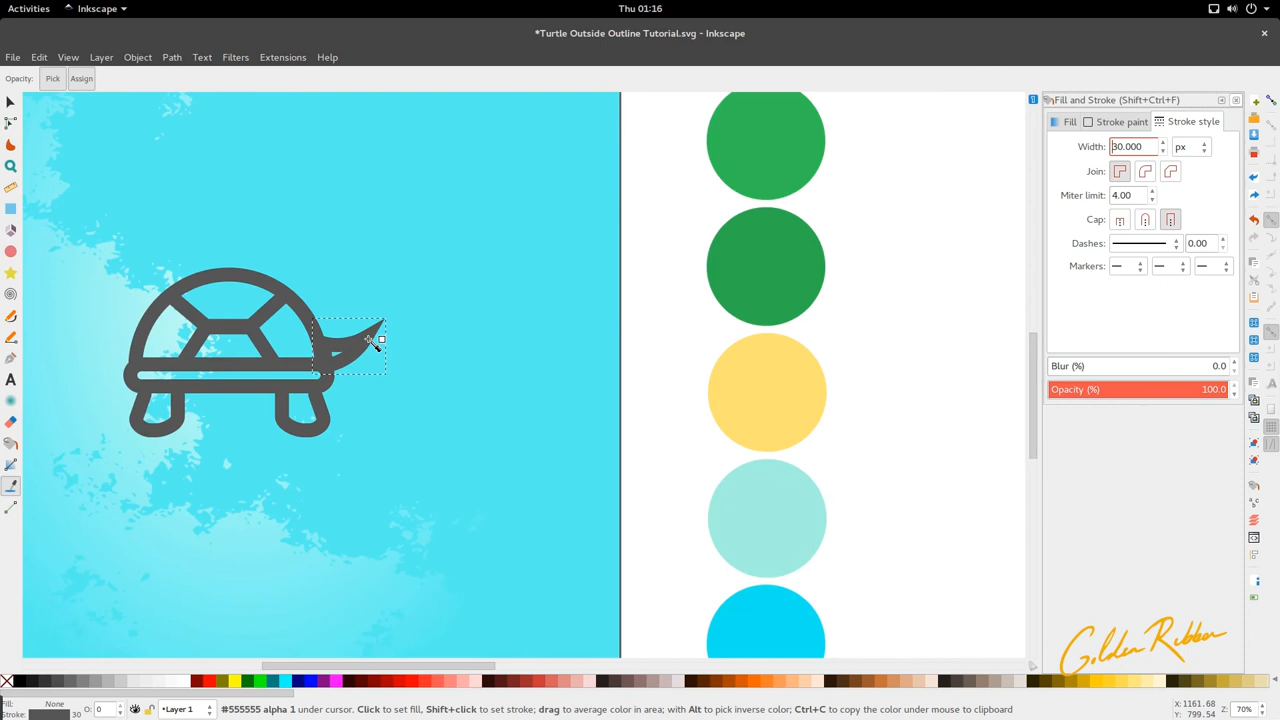 Activities Inkscape Thu 01:16
*Turtle Outside Outline Tutorial.svg - Inkscape
File Edit View Layer Object Path Text Filters Extensions Help
Opacity: Pick Assign
Fill and Stroke (Shift+Ctrl+F)
Fill Stroke paint Stroke style
Width: 30.000 px
Join:
Miter limit: 4.00
Cap:
Dashes: 0.00
Markers:
Blur (%) 0.0
Opacity (%) 100.0
Golden Ribbon
Fill: None
Stroke: 30
O: 0
•Layer 1
#555555 alpha 1 under cursor. Click to set fill, Shift+click to set stroke; drag to average color in area; with Alt to pick inverse color; Ctrl+C to copy the color under mouse to clipboard
X: 1161.68
Y: 799.54
Z: 70%